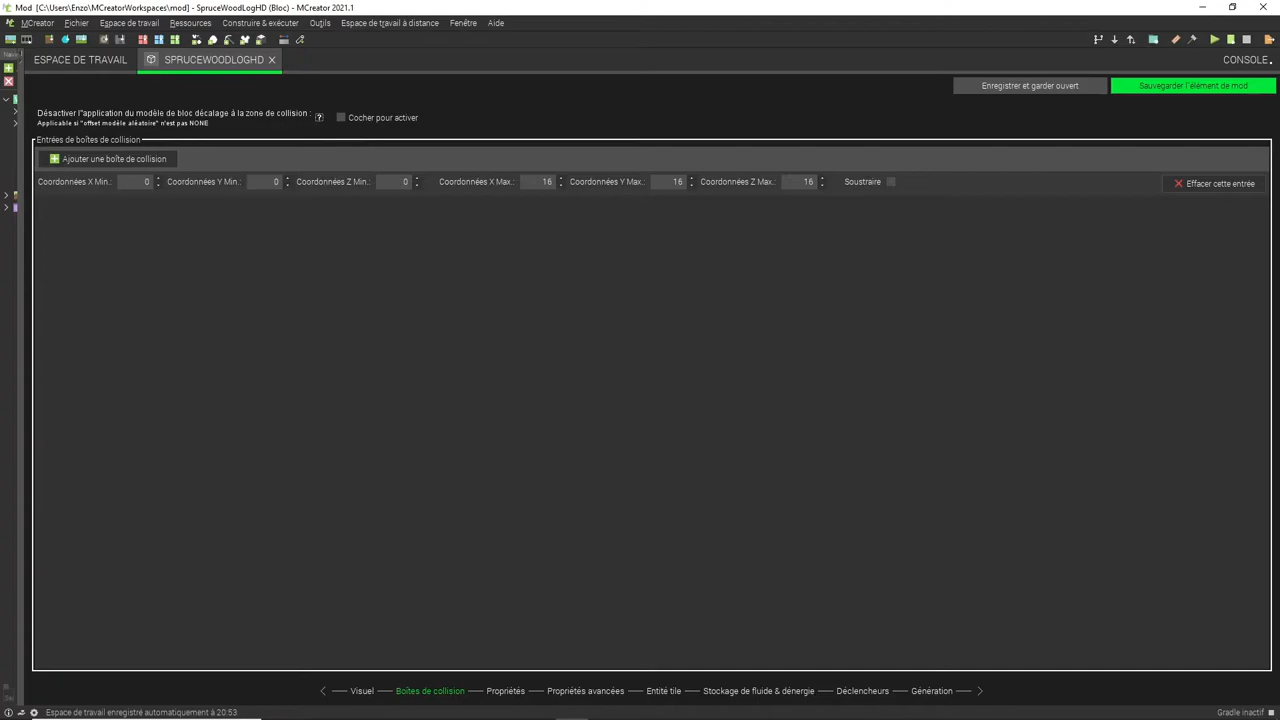 Mod [C:\Users\Enzo\MCreatorWorkspaces\mod] - SpruceWoodLogHD (Bloc) - MCreator 2021.1
MCreator Fichier Espace de travail Ressources Construire & exécuter Outils Espace de travail à distance Fenêtre Aide
ESPACE DE TRAVAIL SPRUCEWOODLOGHD CONSOLE
Enregistrer et garder ouvert Sauvegarder l'élément de mod
Désactiver l''application du modèle de bloc décalage à la zone de collision : ? Cocher pour activer
Applicable si "offset modèle aléatoire" n'est pas NONE
Entrées de boîtes de collision
Ajouter une boîte de collision
Coordonnées X Min.: 0 Coordonnées Y Min.: 0 Coordonnées Z Min.: 0 Coordonnées X Max.: 16 Coordonnées Y Max.: 16 Coordonnées Z Max.: 16 Soustraire Effacer cette entrée
Visuel Boîtes de collision Propriétés Propriétés avancées Entité tile Stockage de fluide & dénergie Déclencheurs Génération
Espace de travail enregistré automatiquement à 20:53 Gradle inactif